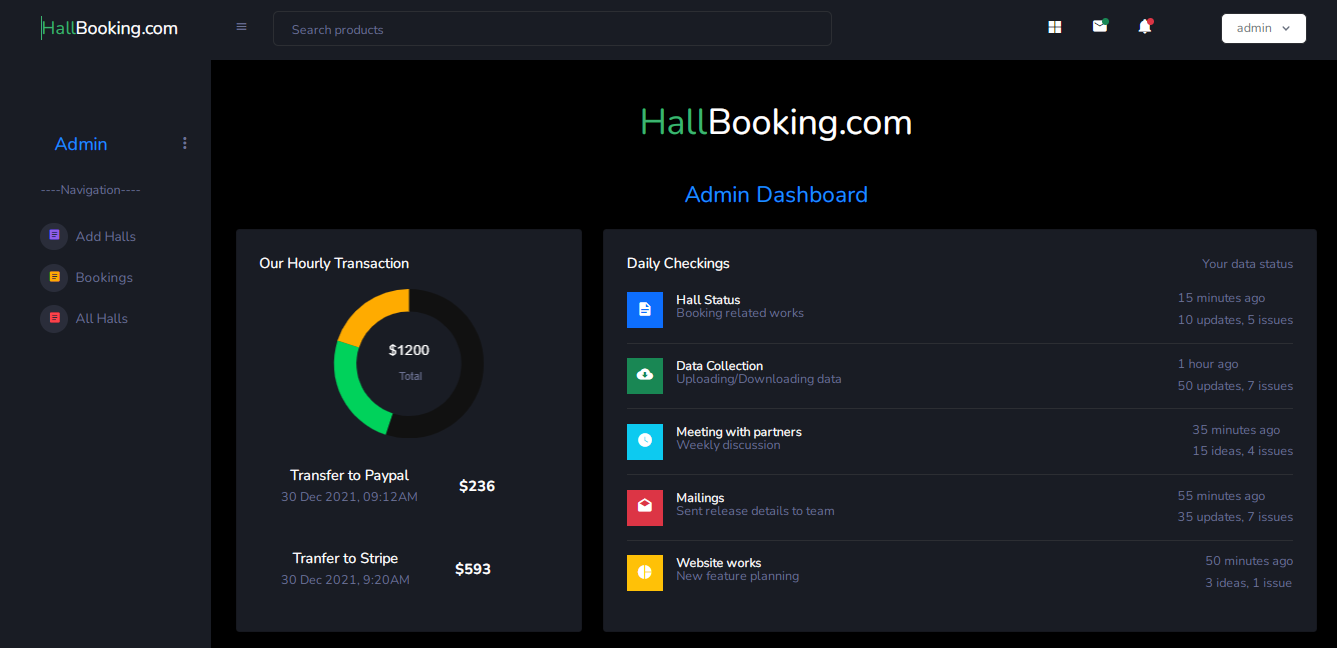 HallBooking.com
Search products
admin
Admin
----Navigation----
Add Halls
Bookings
All Halls
HallBooking.com
Admin Dashboard
Our Hourly Transaction
$1200
Total
Transfer to Paypal
30 Dec 2021, 09:12AM
$236
Tranfer to Stripe
30 Dec 2021, 9:20AM
$593
Daily Checkings
Your data status
Hall Status
Booking related works
15 minutes ago
10 updates, 5 issues
Data Collection
Uploading/Downloading data
1 hour ago
50 updates, 7 issues
Meeting with partners
Weekly discussion
35 minutes ago
15 ideas, 4 issues
Mailings
Sent release details to team
55 minutes ago
35 updates, 7 issues
Website works
New feature planning
50 minutes ago
3 ideas, 1 issue